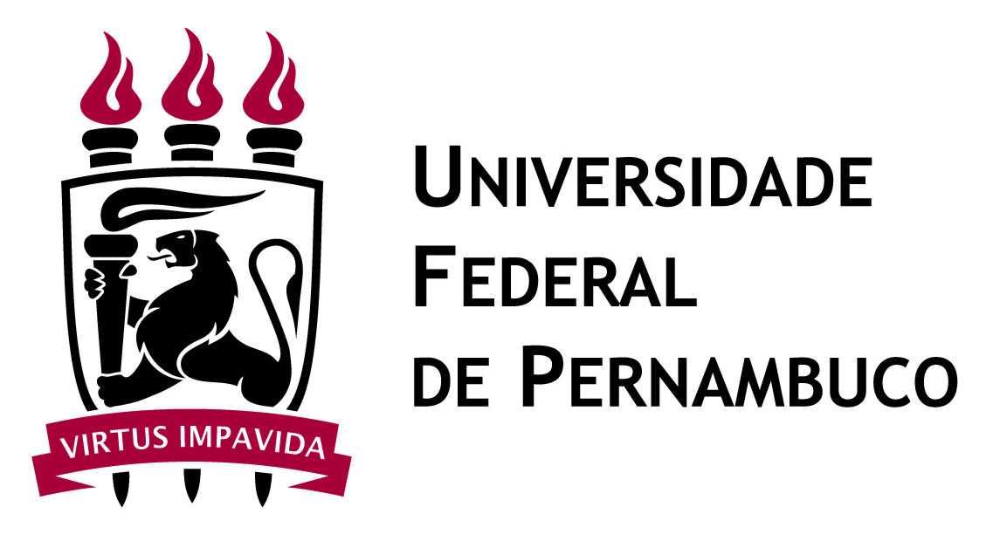 VIRTUS IMPAVIDA
UNIVERSIDADE
FEDERAL
DE PERNAMBUCO